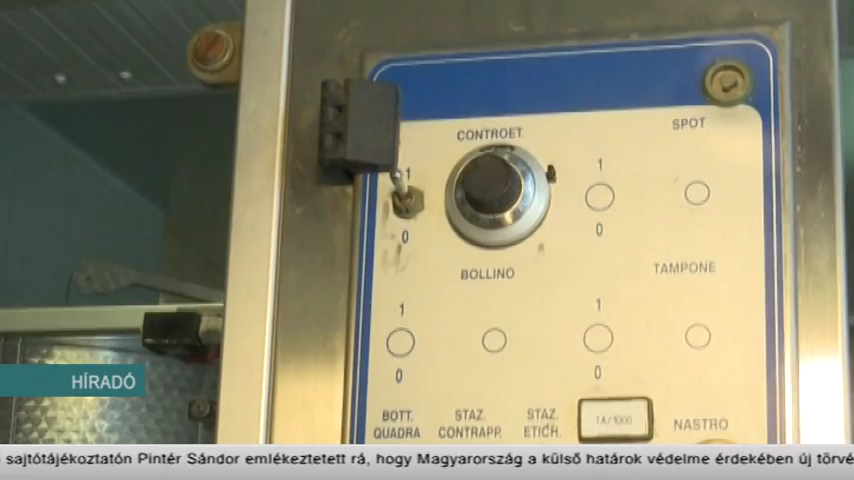 CONTROET.
SPOT
1
1
0
0
BOLLINO
TAMPONE
1
1
0
0
HÍRADÓ
BOTT.
QUADRA
STAZ.
CONTRAPP.
STAZ.
ETICH.
TA/1000
NASTRO
sajtótájékoztatón Pintér Sándor emlékeztetett rá, hogy Magyarország a külső határok védelme érdekében új törvé